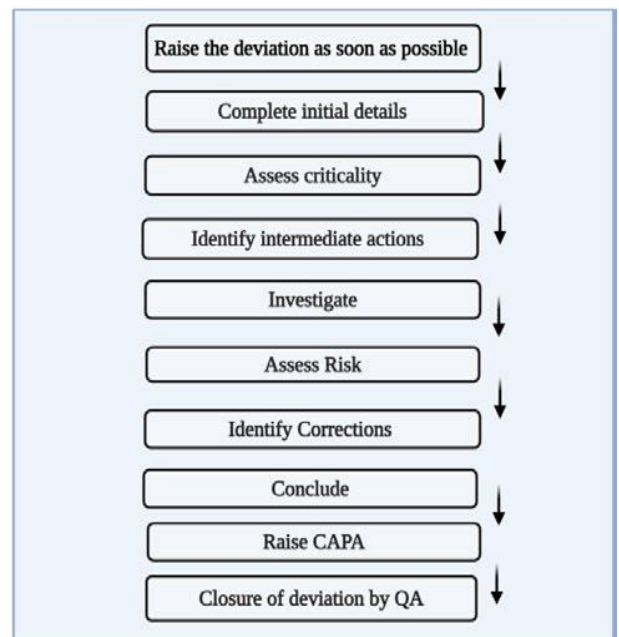 Raise the deviation as soon as possible
Complete initial details
Assess criticality
Identify intermediate actions
Investigate
Assess Risk
Identify Corrections
Conclude
Raise CAPA
Closure of deviation by QA